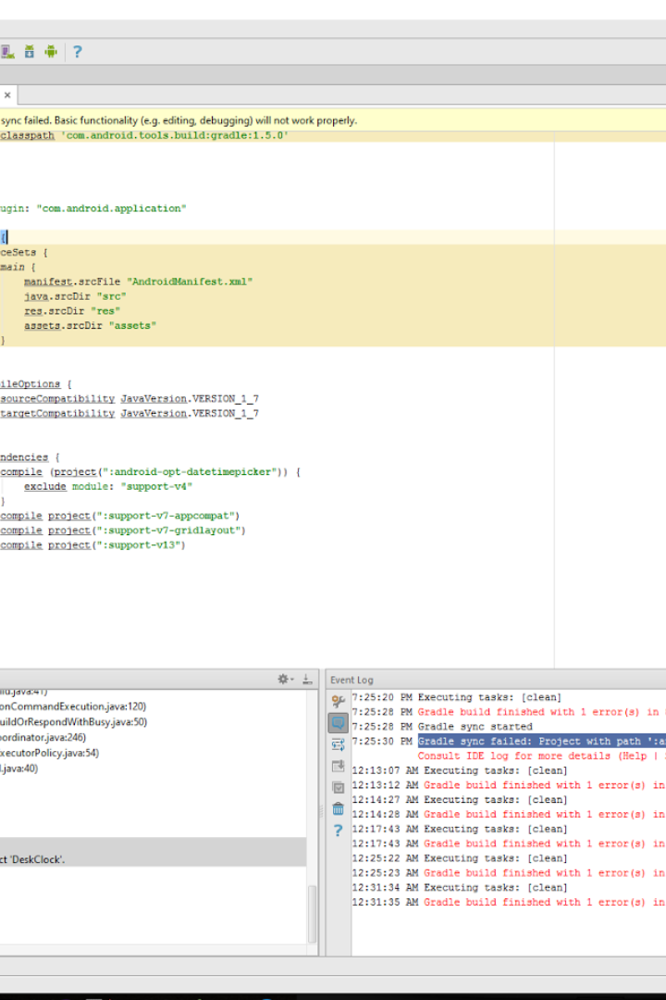 ?
×
sync failed. Basic functionality (e.g. editing, debugging) will not work properly.
classpath 'com.android.tools.build:gradle:1.5.0'
ugin: "com.android.application"
{
ceSets {
main {
manifest.srcFile "AndroidManifest.xml"
java.srcDir "src"
res.srcDir "res"
assets.srcDir "assets"
}
ileOptions {
sourceCompatibility JavaVersion.VERSION_1_7
targetCompatibility JavaVersion.VERSION_1_7
ndencies {
compile (project(":android-opt-datetimepicker")) {
exclude module: "support-v4"
}
compile project(":support-v7-appcompat")
compile project(":support-v7-gridlayout")
compile project(":support-v13")
ild.java:41)
onCommandExecution.java:120)
uildOrRespondWithBusy.java:50)
oordinator.java:246)
xecutorPolicy.java:54)
l.java:40)
ct 'DeskClock'.
Event Log
7:25:20 PM Executing tasks: [clean]
7:25:28 PM Gradle build finished with 1 error(s) in
7:25:28 PM Gradle sync started
7:25:30 PM Gradle sync failed: Project with path ':a
Consult IDE log for more details (Help |
12:13:07 AM Executing tasks: [clean]
12:13:12 AM Gradle build finished with 1 error(s) in
12:14:27 AM Executing tasks: [clean]
12:14:28 AM Gradle build finished with 1 error(s) in
12:17:43 AM Executing tasks: [clean]
12:17:43 AM Gradle build finished with 1 error(s) in
12:25:22 AM Executing tasks: [clean]
12:25:23 AM Gradle build finished with 1 error(s) in
12:31:34 AM Executing tasks: [clean]
12:31:35 AM Gradle build finished with 1 error(s) in
?